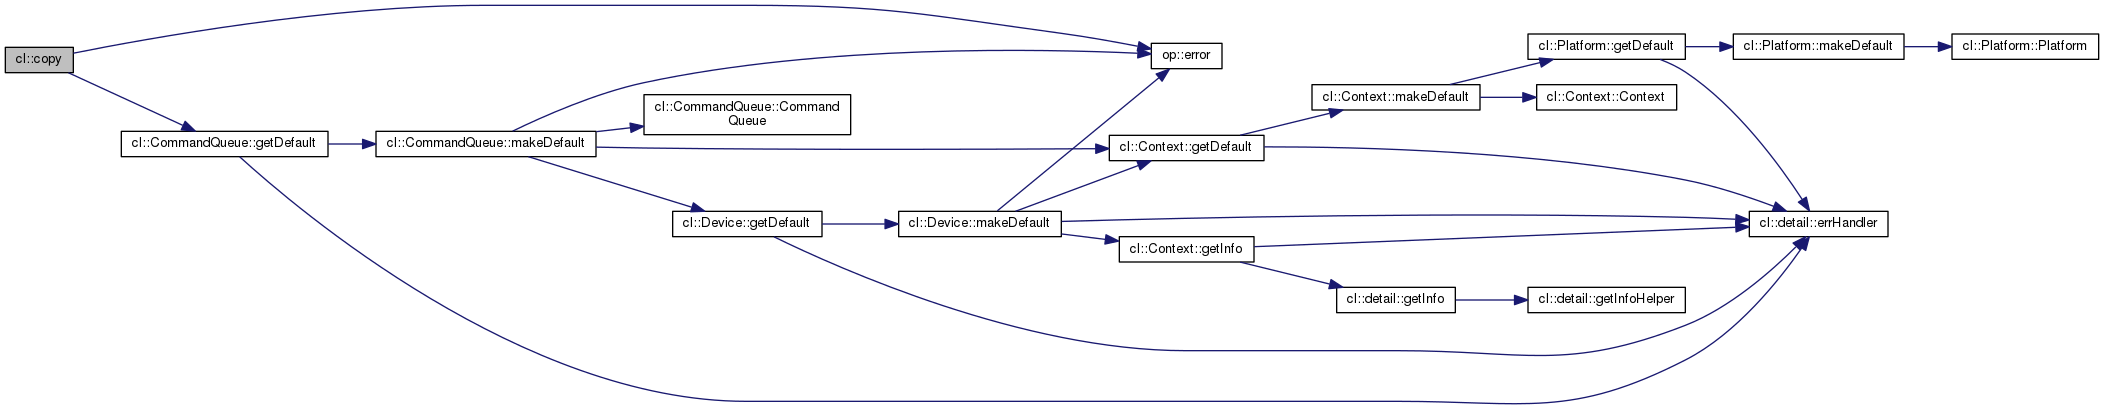 cl::copy
cl::CommandQueue::getDefault
cl::CommandQueue::makeDefault
cl::CommandQueue::Command
Queue
cl::Device::getDefault
cl::Device::makeDefault
op::error
cl::Context::getDefault
cl::Context::getInfo
cl::Context::makeDefault
cl::detail::getInfo
cl::Platform::getDefault
cl::Context::Context
cl::detail::getInfoHelper
cl::Platform::makeDefault
cl::detail::errHandler
cl::Platform::Platform